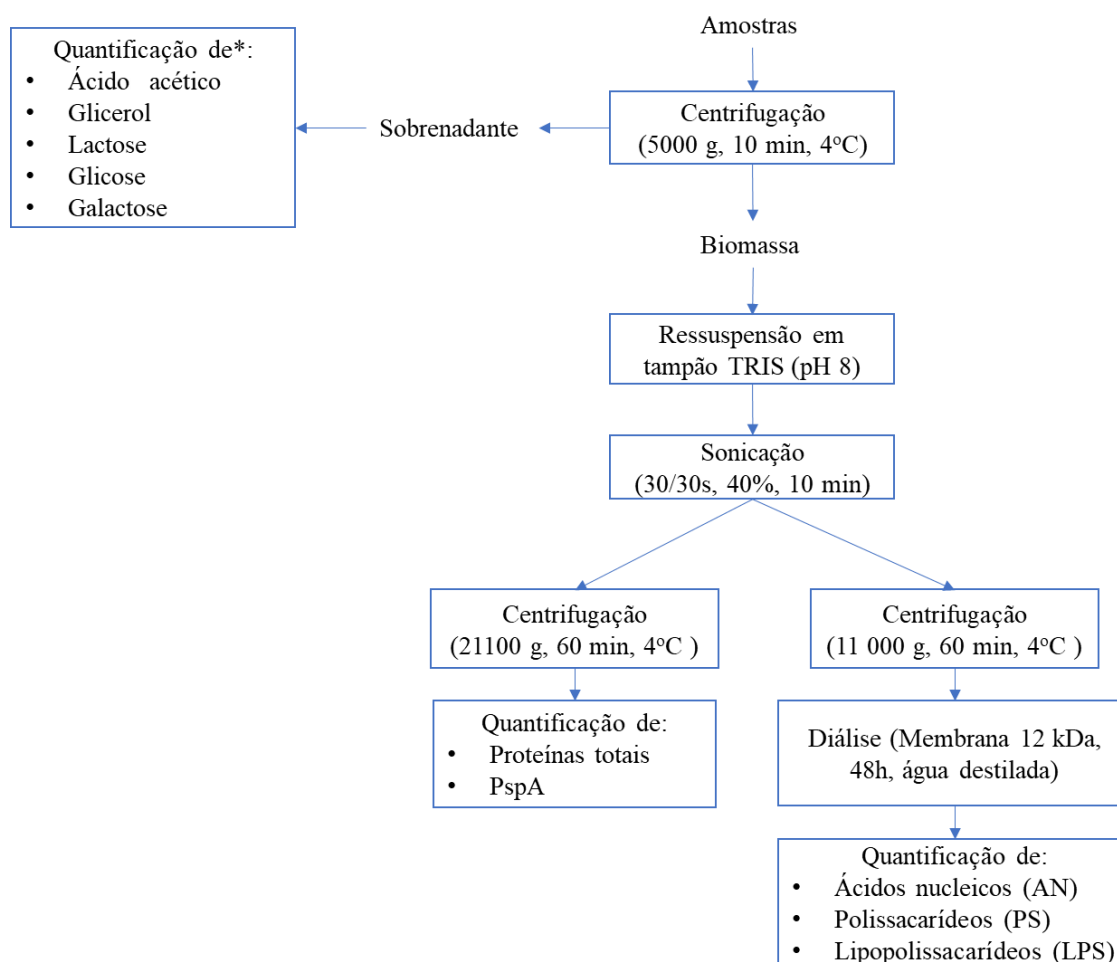 Amostras
Quantificação de*:
• Ácido acético
• Glicerol
• Lactose
• Glicose
• Galactose
Sobrenadante
Centrifugação
(5000 g, 10 min, 4ºC)
Biomassa
Ressuspensão em
tampão TRIS (pH 8)
Sonicação
(30/30s, 40%, 10 min)
Centrifugação
(21100 g, 60 min, 4ºC )
Quantificação de:
• Proteínas totais
• PspA
Centrifugação
(11 000 g, 60 min, 4ºC )
Diálise (Membrana 12 kDa,
48h, água destilada)
Quantificação de:
• Ácidos nucleicos (AN)
• Polissacarídeos (PS)
• Lipopolissacarídeos (LPS)